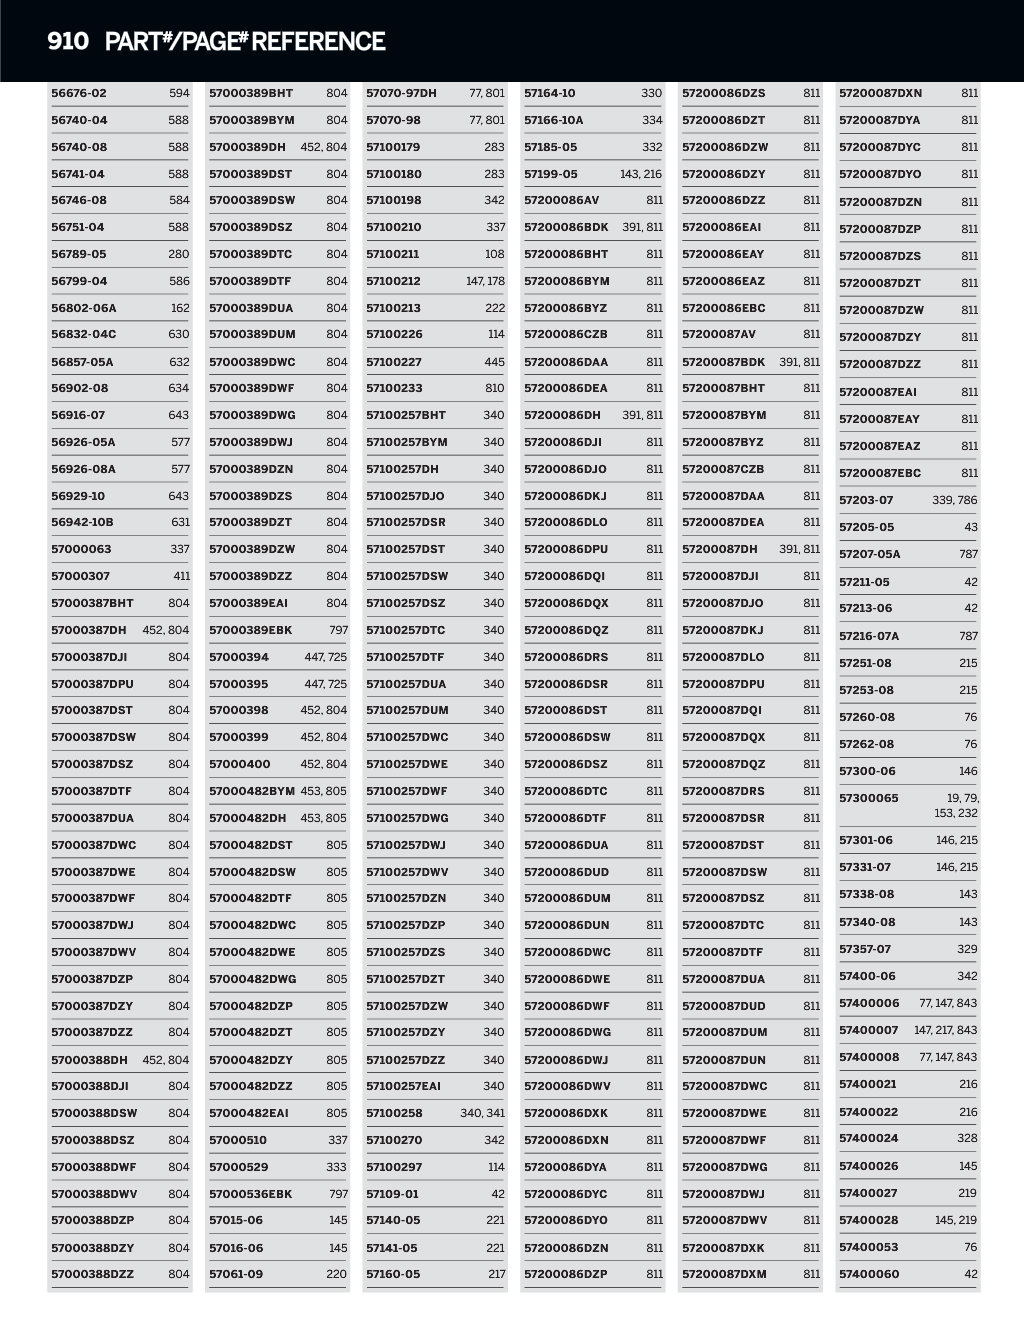 910 PART#/PAGE# REFERENCE
56676-02 594
56740-04 588
56740-08 588
56741-04 588
56746-08 584
56751-04 588
56789-05 280
56799-04 586
56802-06A 162
56832-04C 630
56857-05A 632
56902-08 634
56916-07 643
56926-05A 577
56926-08A 577
56929-10 643
56942-10B 631
57000063 337
57000307 411
57000387BHT 804
57000387DH 452, 804
57000387DJI 804
57000387DPU 804
57000387DST 804
57000387DSW 804
57000387DSZ 804
57000387DTF 804
57000387DUA 804
57000387DWC 804
57000387DWE 804
57000387DWF 804
57000387DWJ 804
57000387DWV 804
57000387DZP 804
57000387DZY 804
57000387DZZ 804
57000388DH 452, 804
57000388DJI 804
57000388DSW 804
57000388DSZ 804
57000388DWF 804
57000388DWV 804
57000388DZP 804
57000388DZY 804
57000388DZZ 804
57000389BHT 804
57000389BYM 804
57000389DH 452, 804
57000389DST 804
57000389DSW 804
57000389DSZ 804
57000389DTC 804
57000389DTF 804
57000389DUA 804
57000389DUM 804
57000389DWC 804
57000389DWF 804
57000389DWG 804
57000389DWJ 804
57000389DZN 804
57000389DZS 804
57000389DZT 804
57000389DZW 804
57000389DZZ 804
57000389EAI 804
57000389EBK 797
57000394 447, 725
57000395 447, 725
57000398 452, 804
57000399 452, 804
57000400 452, 804
57000482BYM 453, 805
57000482DH 453, 805
57000482DST 805
57000482DSW 805
57000482DTF 805
57000482DWC 805
57000482DWE 805
57000482DWG 805
57000482DZP 805
57000482DZT 805
57000482DZY 805
57000482DZZ 805
57000482EAI 805
57000510 337
57000529 333
57000536EBK 797
57015-06 145
57016-06 145
57061-09 220
57070-97DH 77, 801
57070-98 77, 801
57100179 283
57100180 283
57100198 342
57100210 337
57100211 108
57100212 147, 178
57100213 222
57100226 114
57100227 445
57100233 810
57100257BHT 340
57100257BYM 340
57100257DH 340
57100257DJO 340
57100257DSR 340
57100257DST 340
57100257DSW 340
57100257DSZ 340
57100257DTC 340
57100257DTF 340
57100257DUA 340
57100257DUM 340
57100257DWC 340
57100257DWE 340
57100257DWF 340
57100257DWG 340
57100257DWJ 340
57100257DWV 340
57100257DZN 340
57100257DZP 340
57100257DZS 340
57100257DZT 340
57100257DZW 340
57100257DZY 340
57100257DZZ 340
57100257EAI 340
57100258 340, 341
57100270 342
57100297 114
57109-01 42
57140-05 221
57141-05 221
57160-05 217
57164-10 330
57166-10A 334
57185-05 332
57199-05 143, 216
57200086AV 811
57200086BDK 391, 811
57200086BHT 811
57200086BYM 811
57200086BYZ 811
57200086CZB 811
57200086DAA 811
57200086DEA 811
57200086DH 391, 811
57200086DJI 811
57200086DJO 811
57200086DKJ 811
57200086DLO 811
57200086DPU 811
57200086DQI 811
57200086DQX 811
57200086DQZ 811
57200086DRS 811
57200086DSR 811
57200086DST 811
57200086DSW 811
57200086DSZ 811
57200086DTC 811
57200086DTF 811
57200086DUA 811
57200086DUD 811
57200086DUM 811
57200086DUN 811
57200086DWC 811
57200086DWE 811
57200086DWF 811
57200086DWG 811
57200086DWJ 811
57200086DWV 811
57200086DXK 811
57200086DXN 811
57200086DYA 811
57200086DYC 811
57200086DYO 811
57200086DZN 811
57200086DZP 811
57200086DZS 811
57200086DZT 811
57200086DZW 811
57200086DZY 811
57200086DZZ 811
57200086EAI 811
57200086EAY 811
57200086EAZ 811
57200086EBC 811
57200087AV 811
57200087BDK 391, 811
57200087BHT 811
57200087BYM 811
57200087BYZ 811
57200087CZB 811
57200087DAA 811
57200087DEA 811
57200087DH 391, 811
57200087DJI 811
57200087DJO 811
57200087DKJ 811
57200087DLO 811
57200087DPU 811
57200087DQI 811
57200087DQX 811
57200087DQZ 811
57200087DRS 811
57200087DSR 811
57200087DST 811
57200087DSW 811
57200087DSZ 811
57200087DTC 811
57200087DTF 811
57200087DUA 811
57200087DUD 811
57200087DUM 811
57200087DUN 811
57200087DWC 811
57200087DWE 811
57200087DWF 811
57200087DWG 811
57200087DWJ 811
57200087DWV 811
57200087DXK 811
57200087DXM 811
57200087DXN 811
57200087DYA 811
57200087DYC 811
57200087DYO 811
57200087DZN 811
57200087DZP 811
57200087DZS 811
57200087DZT 811
57200087DZW 811
57200087DZY 811
57200087DZZ 811
57200087EAI 811
57200087EAY 811
57200087EAZ 811
57200087EBC 811
57203-07 339, 786
57205-05 43
57207-05A 787
57211-05 42
57213-06 42
57216-07A 787
57251-08 215
57253-08 215
57260-08 76
57262-08 76
57300-06 146
57300065 19, 79,
153, 232
57301-06 146, 215
57331-07 146, 215
57338-08 143
57340-08 143
57357-07 329
57400-06 342
57400006 77, 147, 843
57400007 147, 217, 843
57400008 77, 147, 843
57400021 216
57400022 216
57400024 328
57400026 145
57400027 219
57400028 145, 219
57400053 76
57400060 42